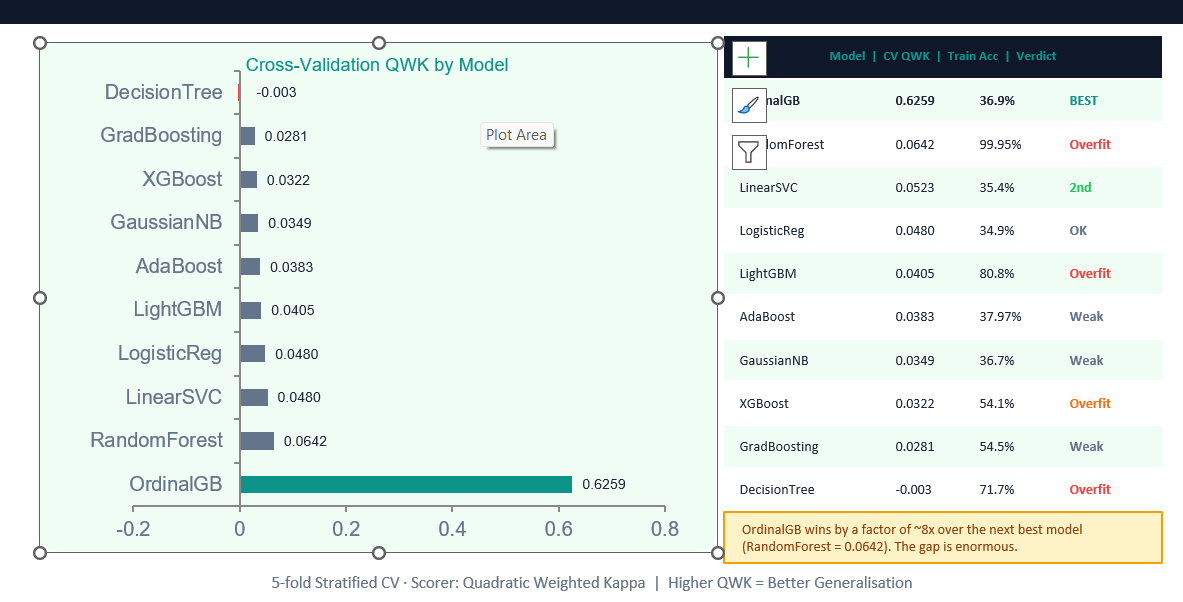 Cross-Validation QWK by Model
DecisionTree -0.003
GradBoosting 0.0281
XGBoost 0.0322
GaussianNB 0.0349
AdaBoost 0.0383
LightGBM 0.0405
LogisticReg 0.0480
LinearSVC 0.0480
RandomForest 0.0642
OrdinalGB 0.6259
-0.2 0 0.2 0.4 0.6 0.8
Plot Area
Model | CV QWK | Train Acc | Verdict
nalGB 0.6259 36.9% BEST
domForest 0.0642 99.95% Overfit
LinearSVC 0.0523 35.4% 2nd
LogisticReg 0.0480 34.9% OK
LightGBM 0.0405 80.8% Overfit
AdaBoost 0.0383 37.97% Weak
GaussianNB 0.0349 36.7% Weak
XGBoost 0.0322 54.1% Overfit
GradBoosting 0.0281 54.5% Weak
DecisionTree -0.003 71.7% Overfit
OrdinalGB wins by a factor of ~8x over the next best model
(RandomForest = 0.0642). The gap is enormous.
5-fold Stratified CV · Scorer: Quadratic Weighted Kappa | Higher QWK = Better Generalisation